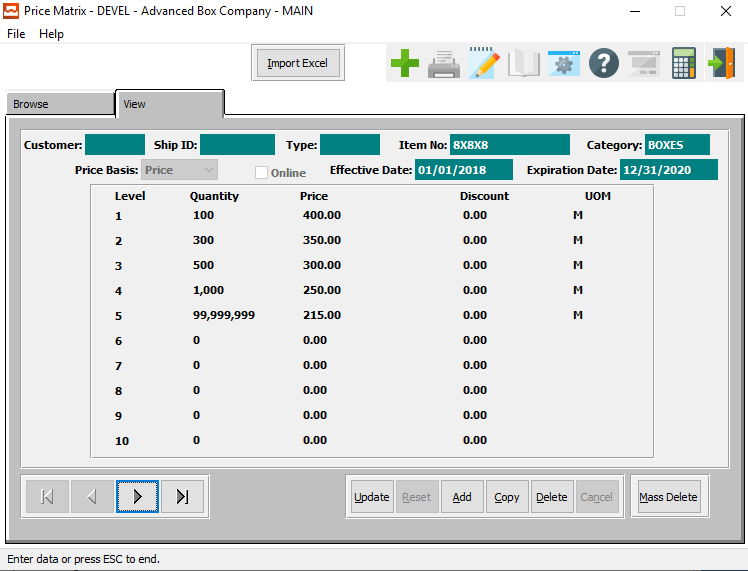 Price Matrix - DEVEL - Advanced Box Company - MAIN
File Help
Import Excel
Browse View
Customer: Ship ID: Type: Item No: 8X8X8 Category: BOXES
Price Basis: Price Online Effective Date: 01/01/2018 Expiration Date: 12/31/2020
Level Quantity Price Discount UOM
1 100 400.00 0.00 M
2 300 350.00 0.00 M
3 500 300.00 0.00 M
4 1,000 250.00 0.00 M
5 99,999,999 215.00 0.00 M
6 0 0.00 0.00
7 0 0.00 0.00
8 0 0.00 0.00
9 0 0.00 0.00
10 0 0.00 0.00
Update Reset Add Copy Delete Cancel Mass Delete
Enter data or press ESC to end.